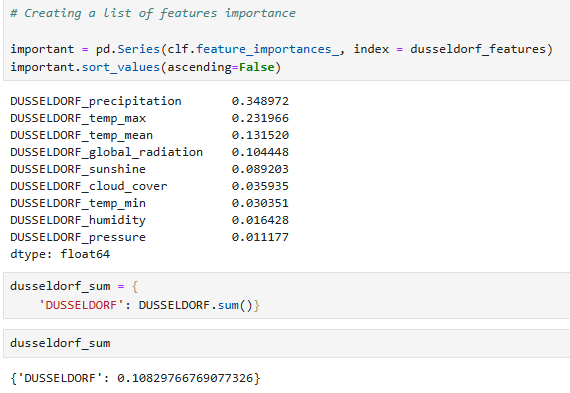 # Creating a list of features importance
important = pd.Series(clf.feature_importances_, index = dusseldorf_features)
important.sort_values(ascending=False)
DUSSELDORF_precipitation 0.348972
DUSSELDORF_temp_max 0.231966
DUSSELDORF_temp_mean 0.131520
DUSSELDORF_global_radiation 0.104448
DUSSELDORF_sunshine 0.089203
DUSSELDORF_cloud_cover 0.035935
DUSSELDORF_temp_min 0.030351
DUSSELDORF_humidity 0.016428
DUSSELDORF_pressure 0.011177
dtype: float64
dusseldorf_sum = {
'DUSSELDORF': DUSSELDORF.sum()}
dusseldorf_sum
{'DUSSELDORF': 0.10829766769077326}